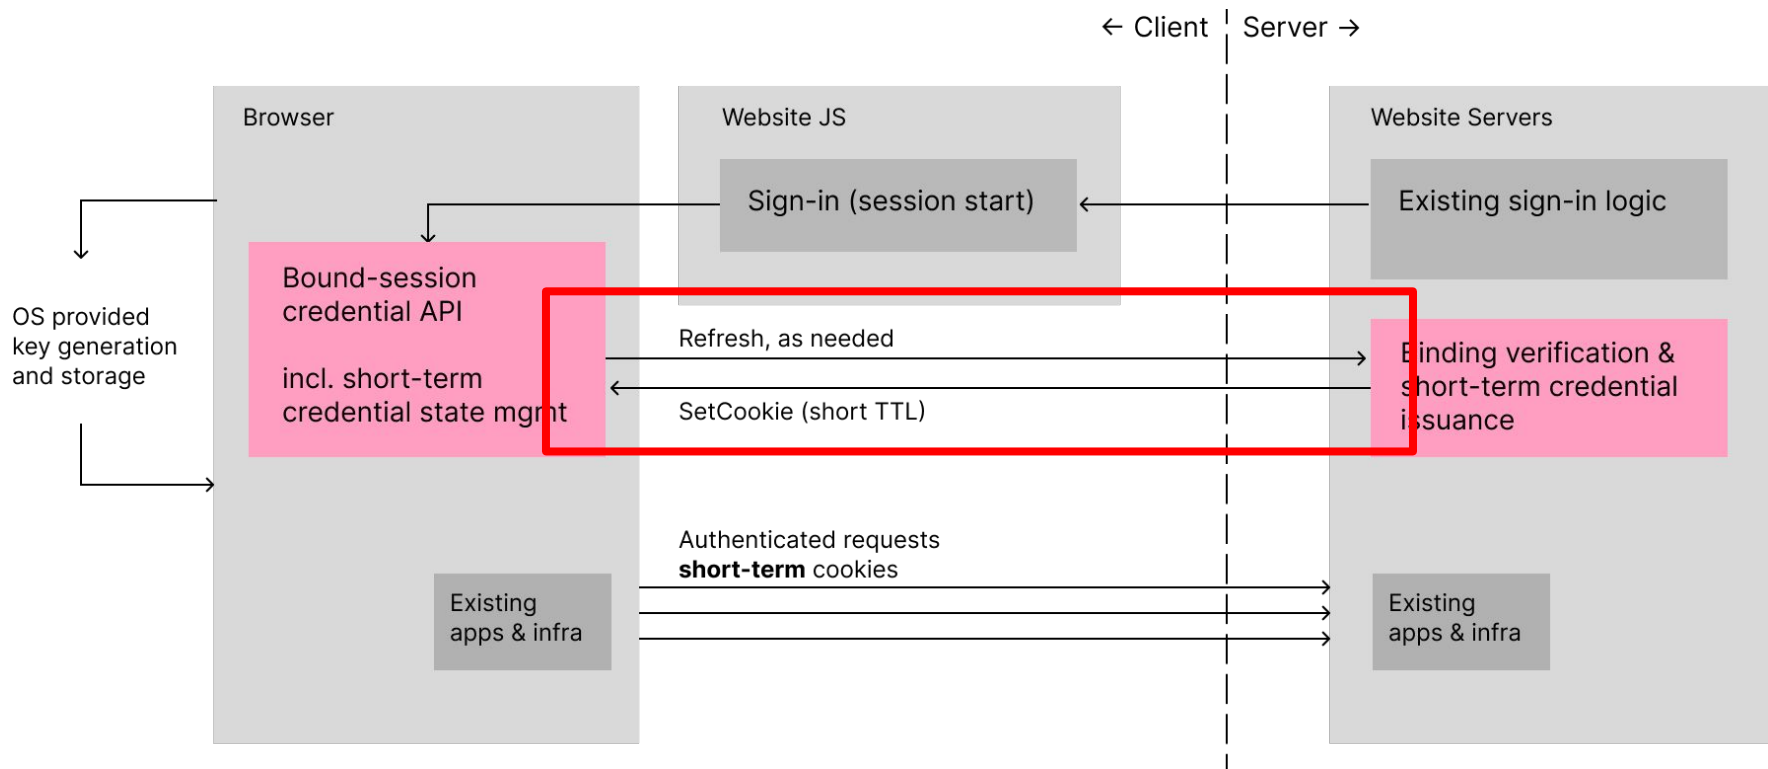 ← Client
Server →
Browser
Website JS
Website Servers
Sign-in (session start)
Existing sign-in logic
Bound-session
credential API
incl. short-term
credential state mgmt
OS provided
key generation
and storage
Refresh, as needed
SetCookie (short TTL)
Binding verification &
short-term credential
issuance
Authenticated requests
short-term cookies
Existing
apps & infra
Existing
apps & infra